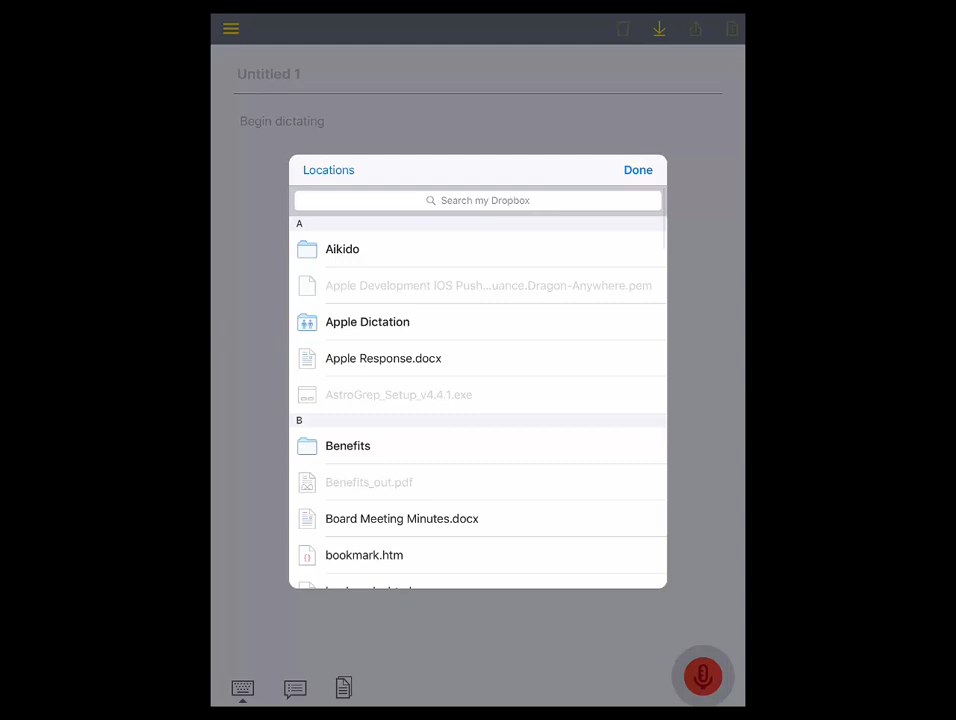 Untitled 1
Begin dictating
Locations
Done
Search my Dropbox
A
Aikido
Apple Development IOS Push...uance.Dragon-Anywhere.pem
Apple Dictation
Apple Response.docx
AstroGrep_Setup_v4.4.1.exe
B
Benefits
Benefits_out.pdf
Board Meeting Minutes.docx
bookmark.htm